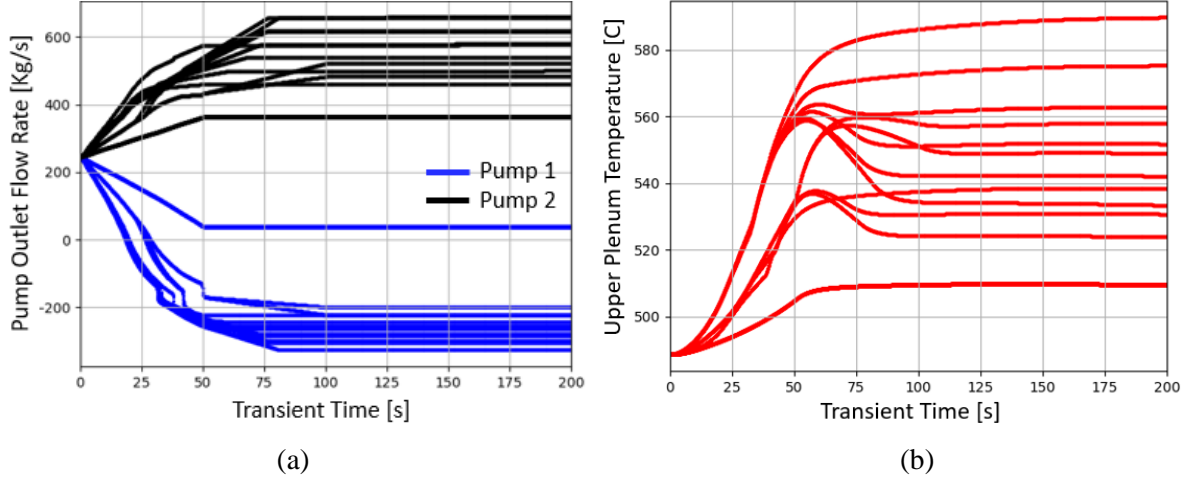 Pump Outlet Flow Rate [Kg/s]
600
400
200
0
-200
Pump 1
Pump 2
0 25 50 75 100 125 150 175 200
Transient Time [s]
(a)
Upper Plenum Temperature [C]
580
560
540
520
500
0 25 50 75 100 125 150 175 200
Transient Time [s]
(b)